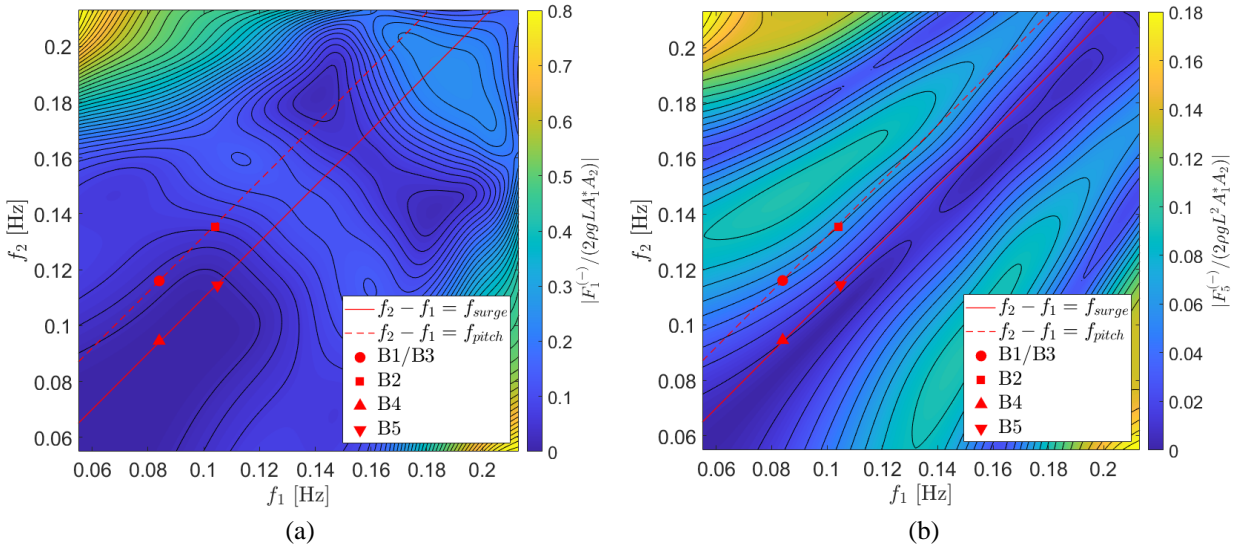 0.2
0.18
0.16
0.14
0.12
0.1
0.08
0.06
f₂ [Hz]
0.06 0.08 0.1 0.12 0.14 0.16 0.18 0.2
f₁ [Hz]
f₂ − f₁ = f_surge
f₂ − f₁ = f_pitch
B1/B3
B2
B4
B5
0.8
0.7
0.6
0.5
0.4
0.3
0.2
0.1
0
|F₁⁽⁻⁾/(2ρgLA₁*A₂)|
(a)
0.2
0.18
0.16
0.14
0.12
0.1
0.08
0.06
f₂ [Hz]
0.06 0.08 0.1 0.12 0.14 0.16 0.18 0.2
f₁ [Hz]
f₂ − f₁ = f_surge
f₂ − f₁ = f_pitch
B1/B3
B2
B4
B5
0.18
0.16
0.14
0.12
0.1
0.08
0.06
0.04
0.02
0
|F₅⁽⁻⁾/(2ρgL²A₁*A₂)|
(b)